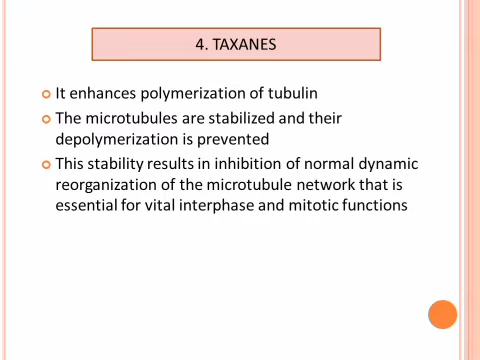 4. TAXANES
It enhances polymerization of tubulin
The microtubules are stabilized and their
depolymerization is prevented
This stability results in inhibition of normal dynamic
reorganization of the microtubule network that is
essential for vital interphase and mitotic functions